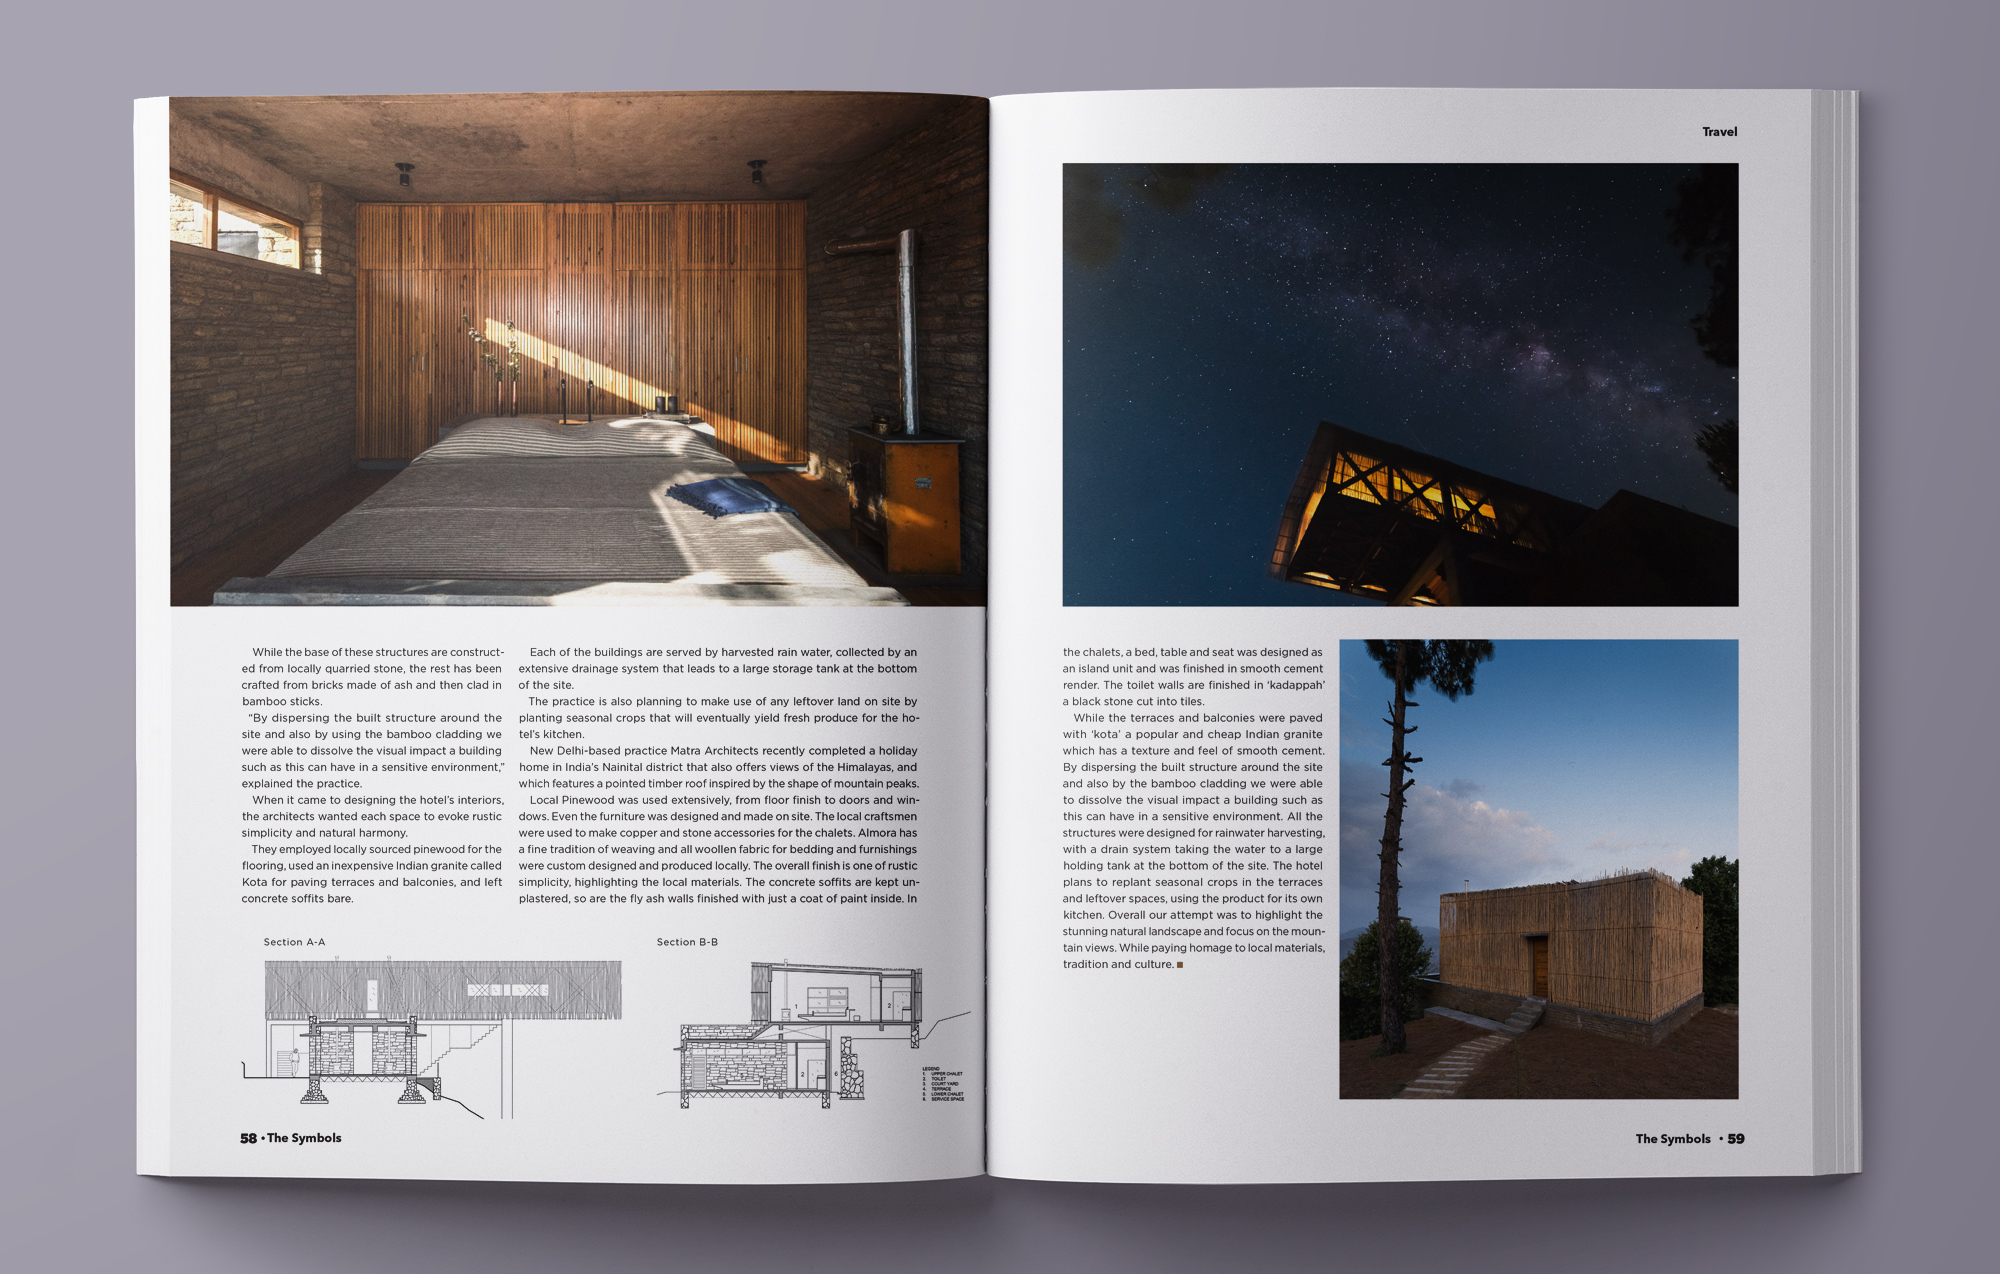 Travel
While the base of these structures are construct-
ed from locally quarried stone, the rest has been
crafted from bricks made of ash and then clad in
bamboo sticks.
“By dispersing the built structure around the
site and also by using the bamboo cladding we
were able to dissolve the visual impact a building
such as this can have in a sensitive environment,”
explained the practice.
When it came to designing the hotel’s interiors,
the architects wanted each space to evoke rustic
simplicity and natural harmony.
They employed locally sourced pinewood for the
flooring, used an inexpensive Indian granite called
Kota for paving terraces and balconies, and left
concrete soffits bare.
Each of the buildings are served by harvested rain water, collected by an
extensive drainage system that leads to a large storage tank at the bottom
of the site.
The practice is also planning to make use of any leftover land on site by
planting seasonal crops that will eventually yield fresh produce for the ho-
tel’s kitchen.
New Delhi-based practice Matra Architects recently completed a holiday
home in India’s Nainital district that also offers views of the Himalayas, and
which features a pointed timber roof inspired by the shape of mountain peaks.
Local Pinewood was used extensively, from floor finish to doors and win-
dows. Even the furniture was designed and made on site. The local craftsmen
were used to make copper and stone accessories for the chalets. Almora has
a fine tradition of weaving and all woollen fabric for bedding and furnishings
were custom designed and produced locally. The overall finish is one of rustic
simplicity, highlighting the local materials. The concrete soffits are kept un-
plastered, so are the fly ash walls finished with just a coat of paint inside. In
Section A-A
Section B-B
1
2
2
6
LEGEND
1. UPPER CHALET
2. TOILET
3. COURT YARD
4. TERRACE
5. LOWER CHALET
6. SERVICE SPACE
58 • The Symbols
the chalets, a bed, table and seat was designed as
an island unit and was finished in smooth cement
render. The toilet walls are finished in ‘kadappah’
a black stone cut into tiles.
While the terraces and balconies were paved
with ‘kota’ a popular and cheap Indian granite
which has a texture and feel of smooth cement.
By dispersing the built structure around the site
and also by the bamboo cladding we were able
to dissolve the visual impact a building such as
this can have in a sensitive environment. All the
structures were designed for rainwater harvesting,
with a drain system taking the water to a large
holding tank at the bottom of the site. The hotel
plans to replant seasonal crops in the terraces
and leftover spaces, using the product for its own
kitchen. Overall our attempt was to highlight the
stunning natural landscape and focus on the moun-
tain views. While paying homage to local materials,
tradition and culture.
The Symbols • 59